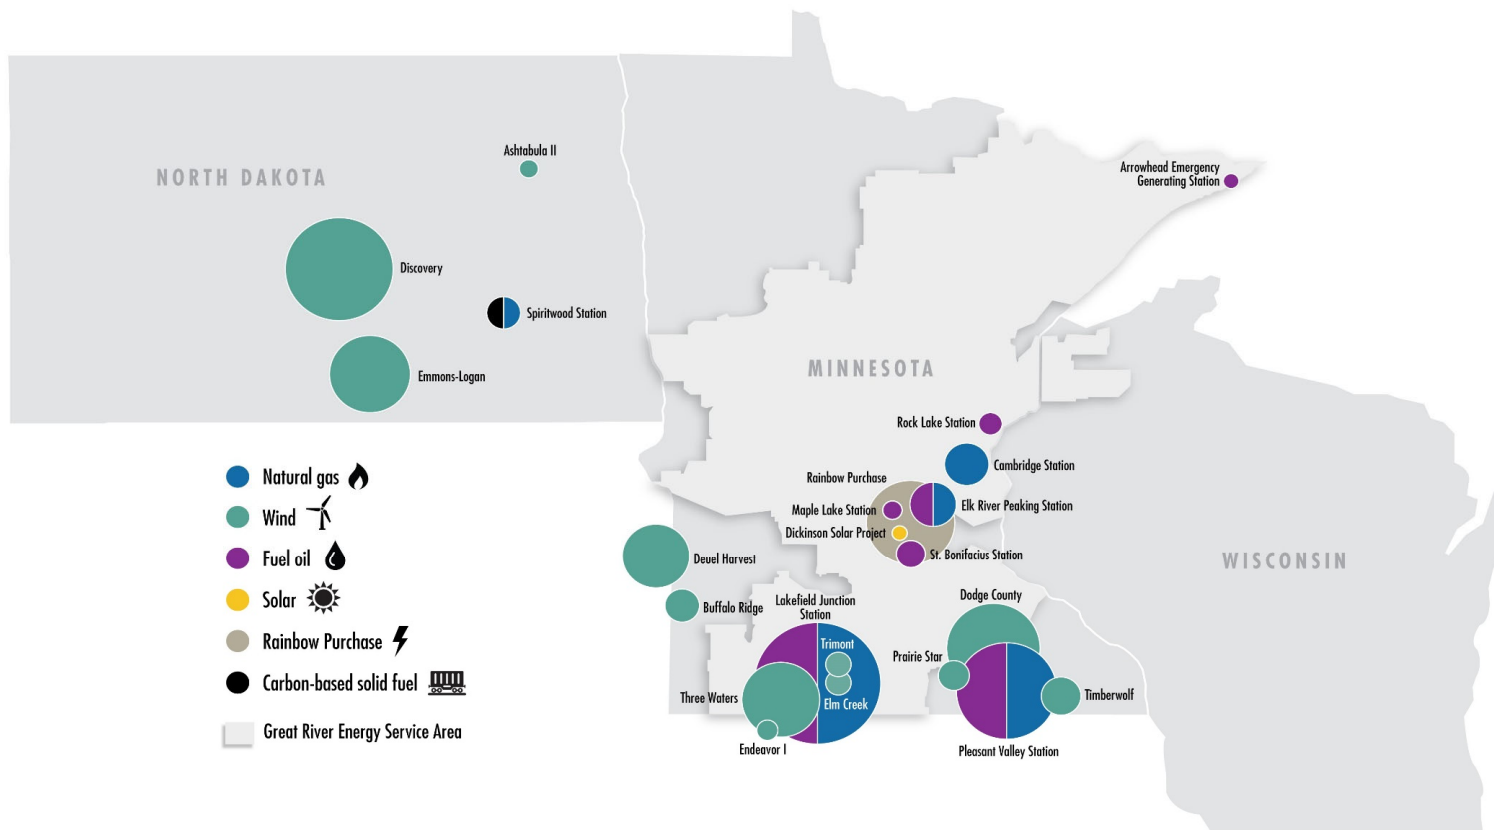 NORTH DAKOTA
Ashtabula II
Discovery
Spiritwood Station
Emmons-Logan
Arrowhead Emergency
Generating Station
MINNESOTA
Rock Lake Station
Cambridge Station
Rainbow Purchase
Maple Lake Station
Elk River Peaking Station
Dickinson Solar Project
St. Bonifacius Station
WISCONSIN
Deuel Harvest
Buffalo Ridge
Lakefield Junction
Station
Trimont
Three Waters
Elm Creek
Endeavor I
Dodge County
Prairie Star
Timberwolf
Pleasant Valley Station
Natural gas
Wind
Fuel oil
Solar
Rainbow Purchase
Carbon-based solid fuel
Great River Energy Service Area